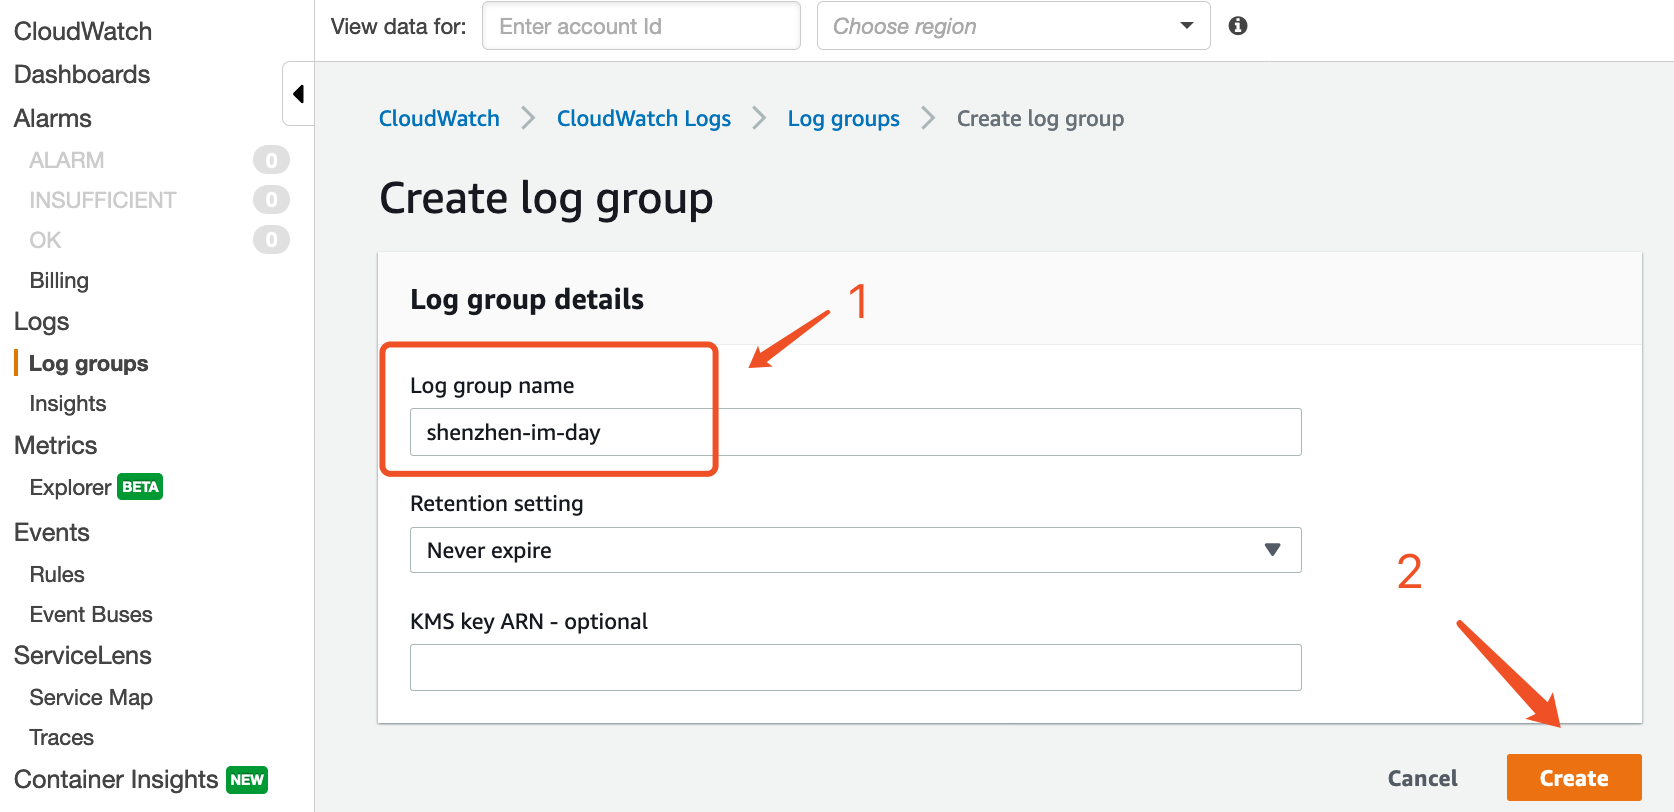 CloudWatch
Dashboards
Alarms
ALARM 0
INSUFFICIENT 0
OK 0
Billing
Logs
Log groups
Insights
Metrics
Explorer BETA
Events
Rules
Event Buses
ServiceLens
Service Map
Traces
Container Insights NEW
View data for: Enter account Id Choose region
CloudWatch > CloudWatch Logs > Log groups > Create log group
Create log group
Log group details
1
Log group name
shenzhen-im-day
Retention setting
Never expire
2
KMS key ARN - optional
Cancel Create